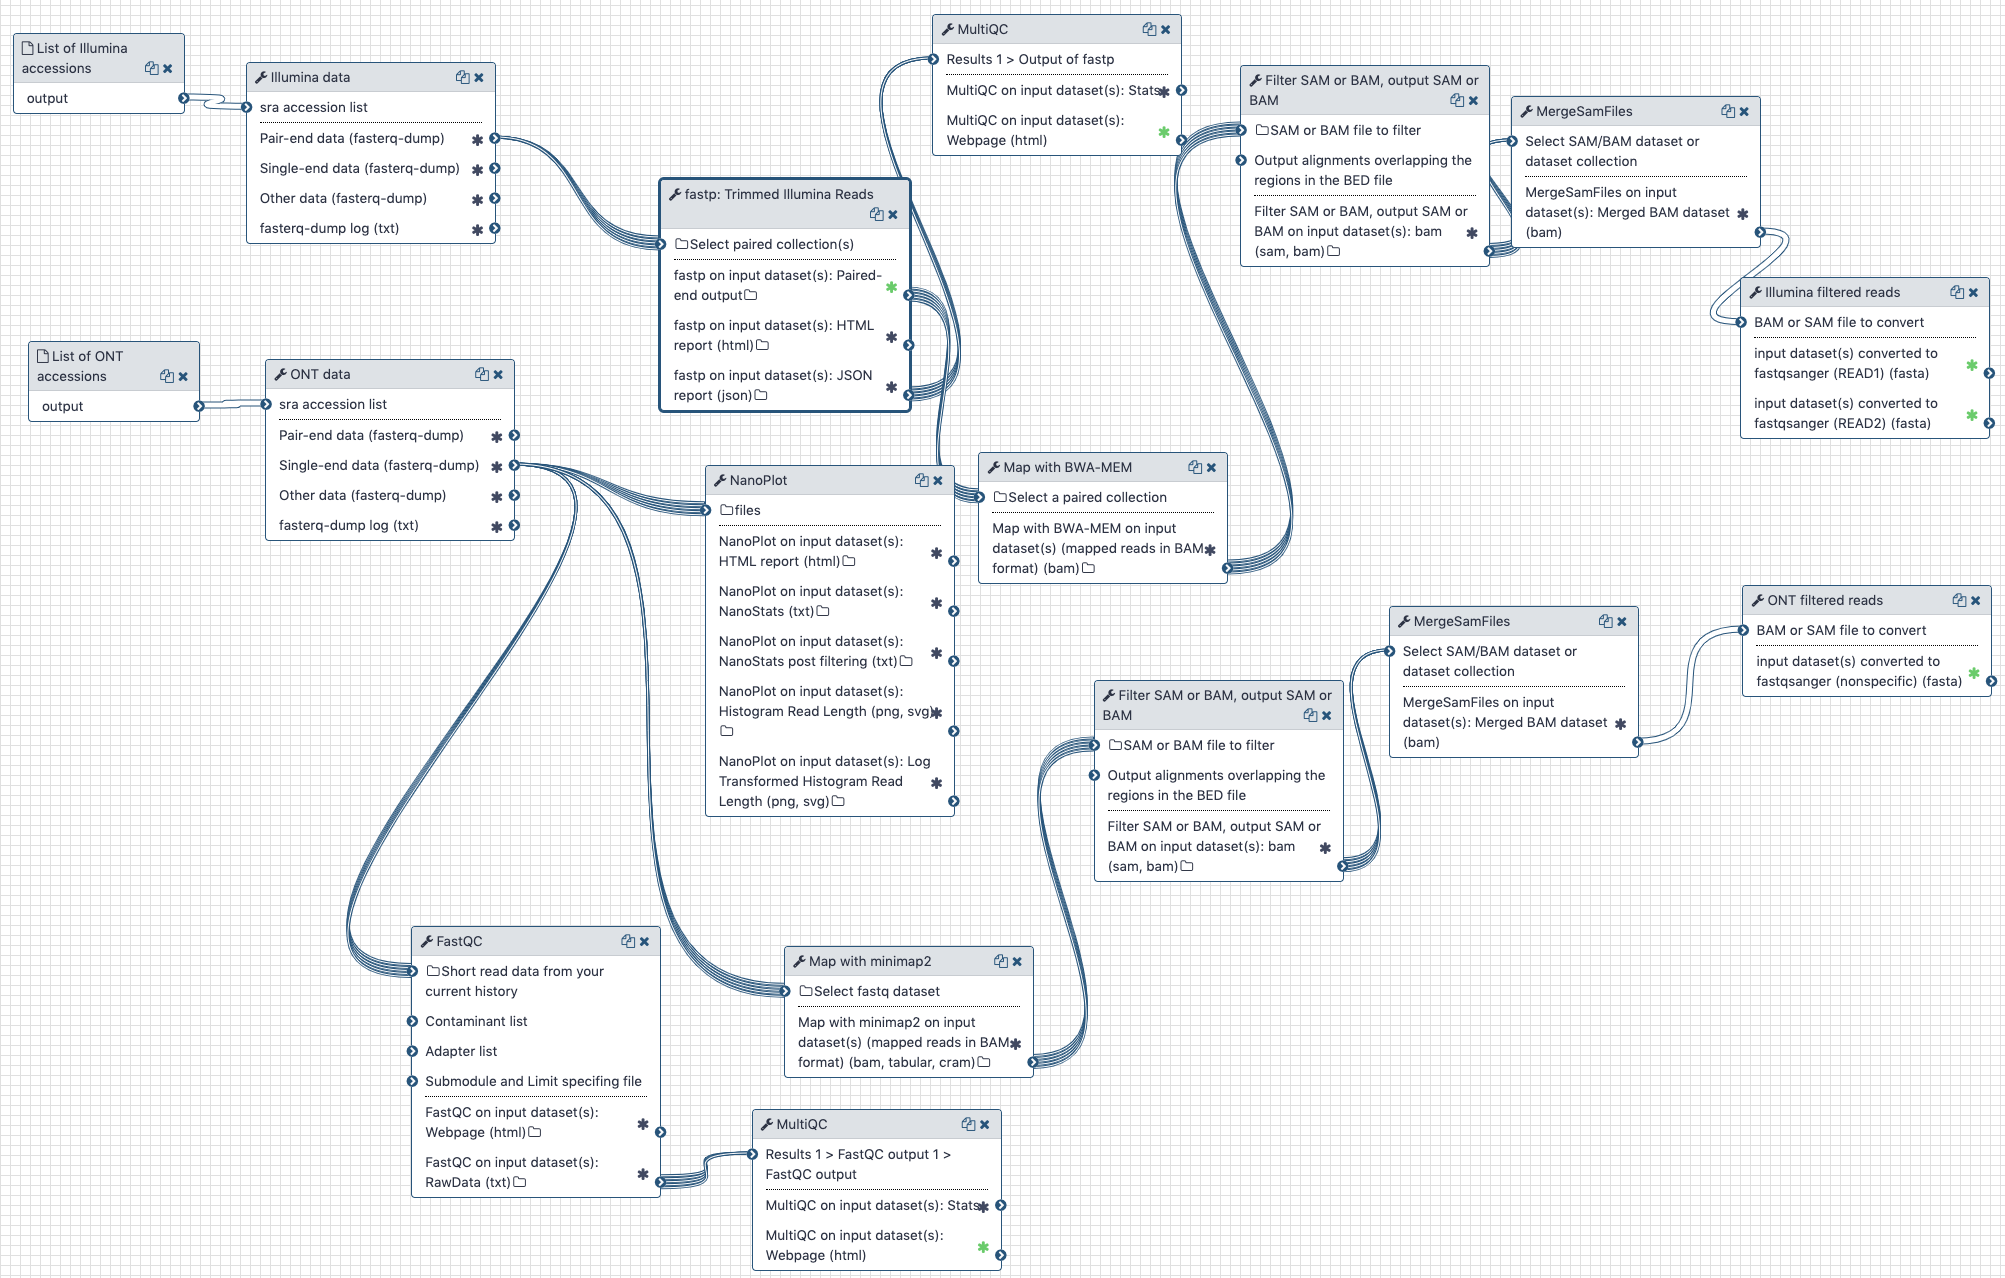 List of Illumina
accessions
output
Illumina data
sra accession list
Pair-end data (fasterq-dump)
Single-end data (fasterq-dump)
Other data (fasterq-dump)
fasterq-dump log (txt)
fastp: Trimmed Illumina Reads
Select paired collection(s)
fastp on input dataset(s): Paired-
end output
fastp on input dataset(s): HTML
report (html)
fastp on input dataset(s): JSON
report (json)
MultiQC
Results 1 > Output of fastp
MultiQC on input dataset(s): Stats
MultiQC on input dataset(s):
Webpage (html)
Filter SAM or BAM, output SAM or
BAM
SAM or BAM file to filter
Output alignments overlapping the
regions in the BED file
Filter SAM or BAM, output SAM or
BAM on input dataset(s): bam
(sam, bam)
MergeSamFiles
Select SAM/BAM dataset or
dataset collection
MergeSamFiles on input
dataset(s): Merged BAM dataset
(bam)
Illumina filtered reads
BAM or SAM file to convert
input dataset(s) converted to
fastqsanger (READ1) (fasta)
input dataset(s) converted to
fastqsanger (READ2) (fasta)
List of ONT
accessions
output
ONT data
sra accession list
Pair-end data (fasterq-dump)
Single-end data (fasterq-dump)
Other data (fasterq-dump)
fasterq-dump log (txt)
NanoPlot
files
NanoPlot on input dataset(s):
HTML report (html)
NanoPlot on input dataset(s):
NanoStats (txt)
NanoPlot on input dataset(s):
NanoStats post filtering (txt)
NanoPlot on input dataset(s):
Histogram Read Length (png, svg)
NanoPlot on input dataset(s): Log
Transformed Histogram Read
Length (png, svg)
Map with BWA-MEM
Select a paired collection
Map with BWA-MEM on input
dataset(s) (mapped reads in BAM
format) (bam)
Filter SAM or BAM, output SAM or
BAM
SAM or BAM file to filter
Output alignments overlapping the
regions in the BED file
Filter SAM or BAM, output SAM or
BAM on input dataset(s): bam
(sam, bam)
MergeSamFiles
Select SAM/BAM dataset or
dataset collection
MergeSamFiles on input
dataset(s): Merged BAM dataset
(bam)
ONT filtered reads
BAM or SAM file to convert
input dataset(s) converted to
fastqsanger (nonspecific) (fasta)
FastQC
Short read data from your
current history
Contaminant list
Adapter list
Submodule and Limit specifing file
FastQC on input dataset(s):
Webpage (html)
FastQC on input dataset(s):
RawData (txt)
Map with minimap2
Select fastq dataset
Map with minimap2 on input
dataset(s) (mapped reads in BAM
format) (bam, tabular, cram)
MultiQC
Results 1 > FastQC output 1 >
FastQC output
MultiQC on input dataset(s): Stats
MultiQC on input dataset(s):
Webpage (html)